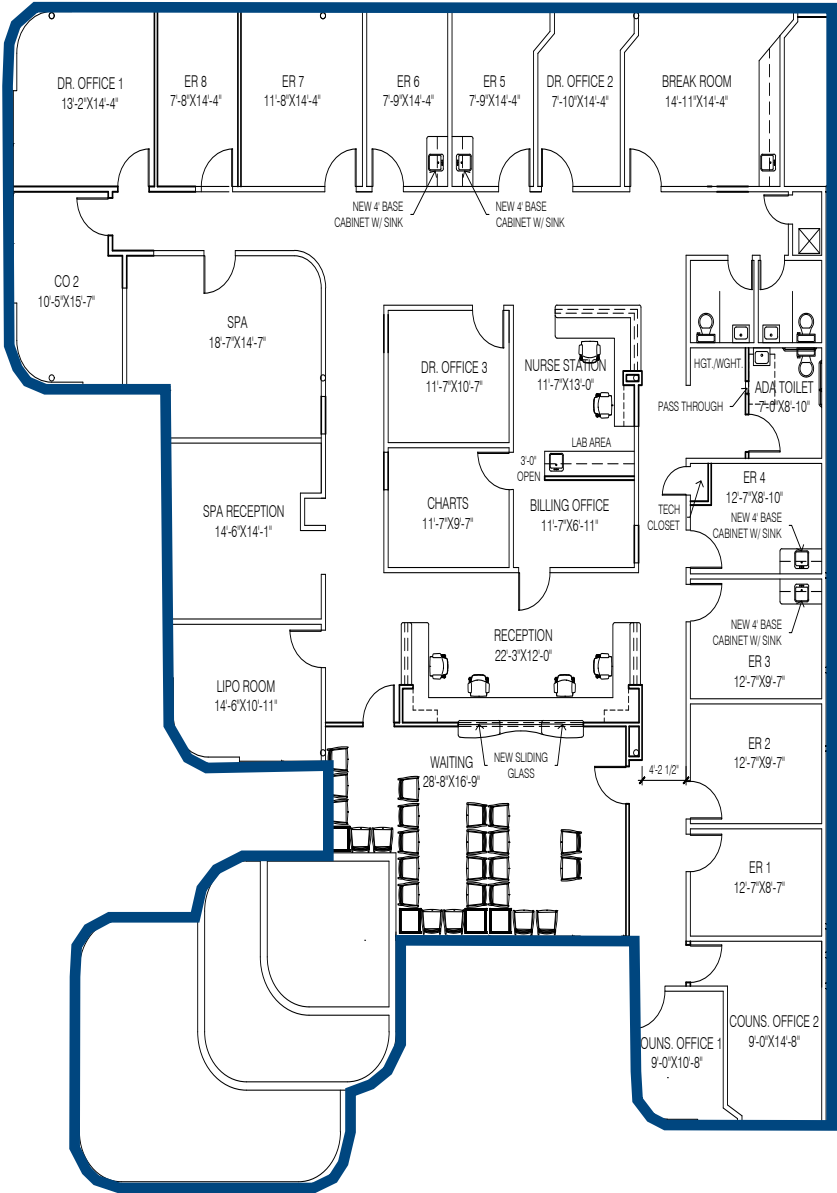 DR. OFFICE 1
13'-2"X14'-4"
ER 8
7'-8"X14'-4"
ER 7
11'-8"X14'-4"
ER 6
7'-9"X14'-4"
ER 5
7'-9"X14'-4"
DR. OFFICE 2
7'-10"X14'-4"
BREAK ROOM
14'-11"X14'-4"
NEW 4' BASE
CABINET W/ SINK
NEW 4' BASE
CABINET W/ SINK
CO 2
10'-5"X15'-7"
SPA
18'-7"X14'-7"
DR. OFFICE 3
11'-7"X10'-7"
NURSE STATION
11'-7"X13'-0"
HGT./WGHT.
ADA TOILET
7'-0"X8'-10"
PASS THROUGH
LAB AREA
3'-0"
OPEN
SPA RECEPTION
14'-6"X14'-1"
CHARTS
11'-7"X9'-7"
BILLING OFFICE
11'-7"X6'-11"
TECH
CLOSET
ER 4
12'-7"X8'-10"
NEW 4' BASE
CABINET W/ SINK
NEW 4' BASE
CABINET W/ SINK
ER 3
12'-7"X9'-7"
RECEPTION
22'-3"X12'-0"
LIPO ROOM
14'-6"X10'-11"
WAITING
28'-8"X16'-9"
NEW SLIDING
GLASS
4'-2 1/2"
ER 2
12'-7"X9'-7"
ER 1
12'-7"X8'-7"
COUNS. OFFICE 2
9'-0"X14'-8"
OUNS. OFFICE 1
9'-0"X10'-8"